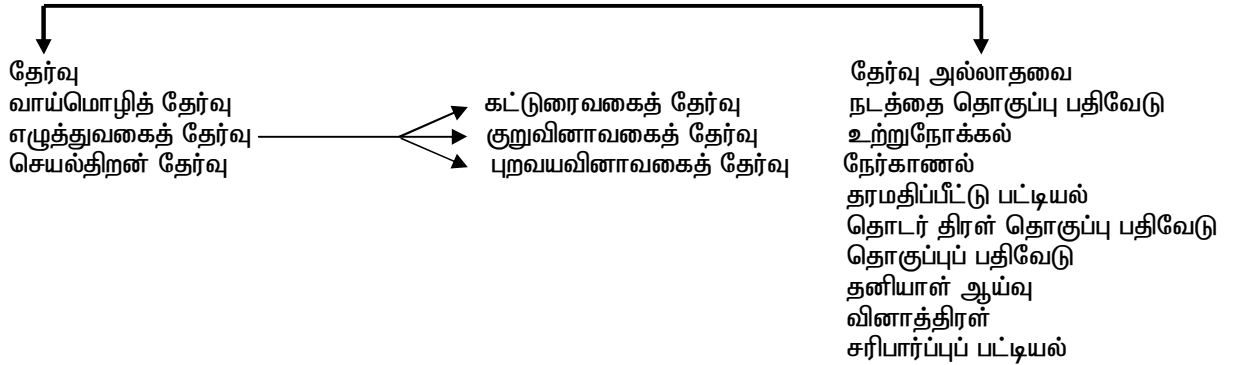 தேர்வு
வாய்மொழித் தேர்வு
எழுத்துவகைத் தேர்வு
செயல்திறன் தேர்வு
கட்டுரைவகைத் தேர்வு
குறுவினாவகைத் தேர்வு
புறவயவினாவகைத் தேர்வு
தேர்வு அல்லாதவை
நடத்தை தொகுப்பு பதிவேடு
உற்றுநோக்கல்
நேர்காணல்
தரமதிப்பீட்டு பட்டியல்
தொடர் திரள் தொகுப்பு பதிவேடு
தொகுப்புப் பதிவேடு
தனியாள் ஆய்வு
வினாத்திரள்
சரிபார்ப்புப் பட்டியல்